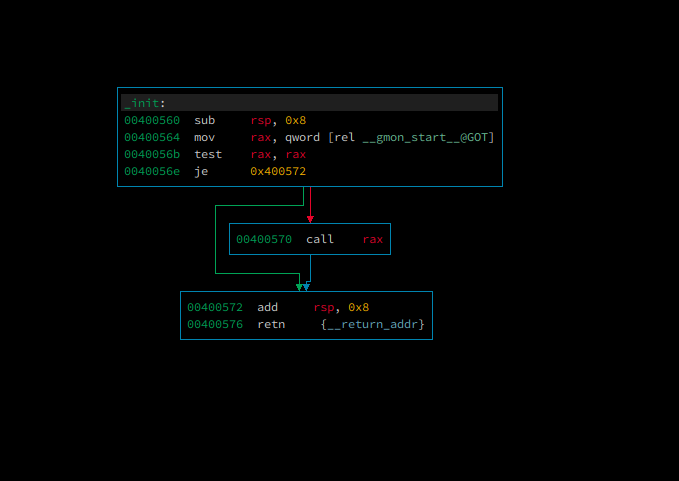 _init:
00400560 sub rsp, 0x8
00400564 mov rax, qword [rel __gmon_start__@GOT]
0040056b test rax, rax
0040056e je 0x400572
00400570 call rax
00400572 add rsp, 0x8
00400576 retn {__return_addr}